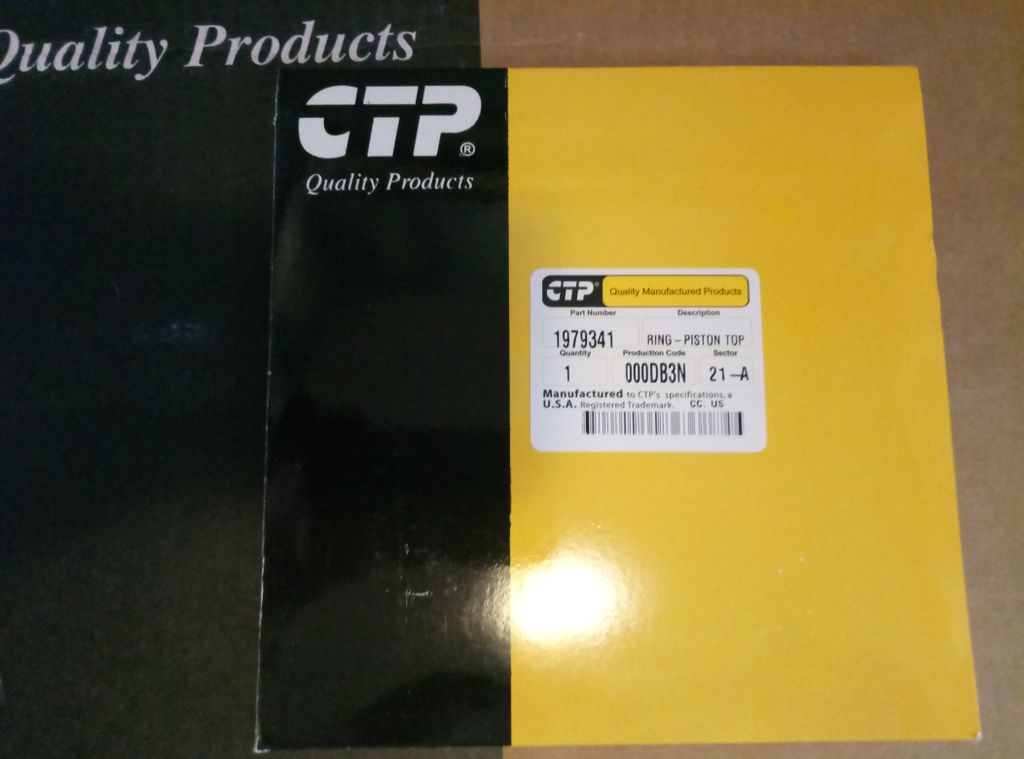 Quality Products
CTP®
Quality Products
CTP® Quality Manufactured Products
Part Number Description
1979341 RING-PISTON TOP
Quantity Production Code Sector
1 000DB3N 21-A
Manufactured to CTP's specifications, a
U.S.A. Registered Trademark. CC: US